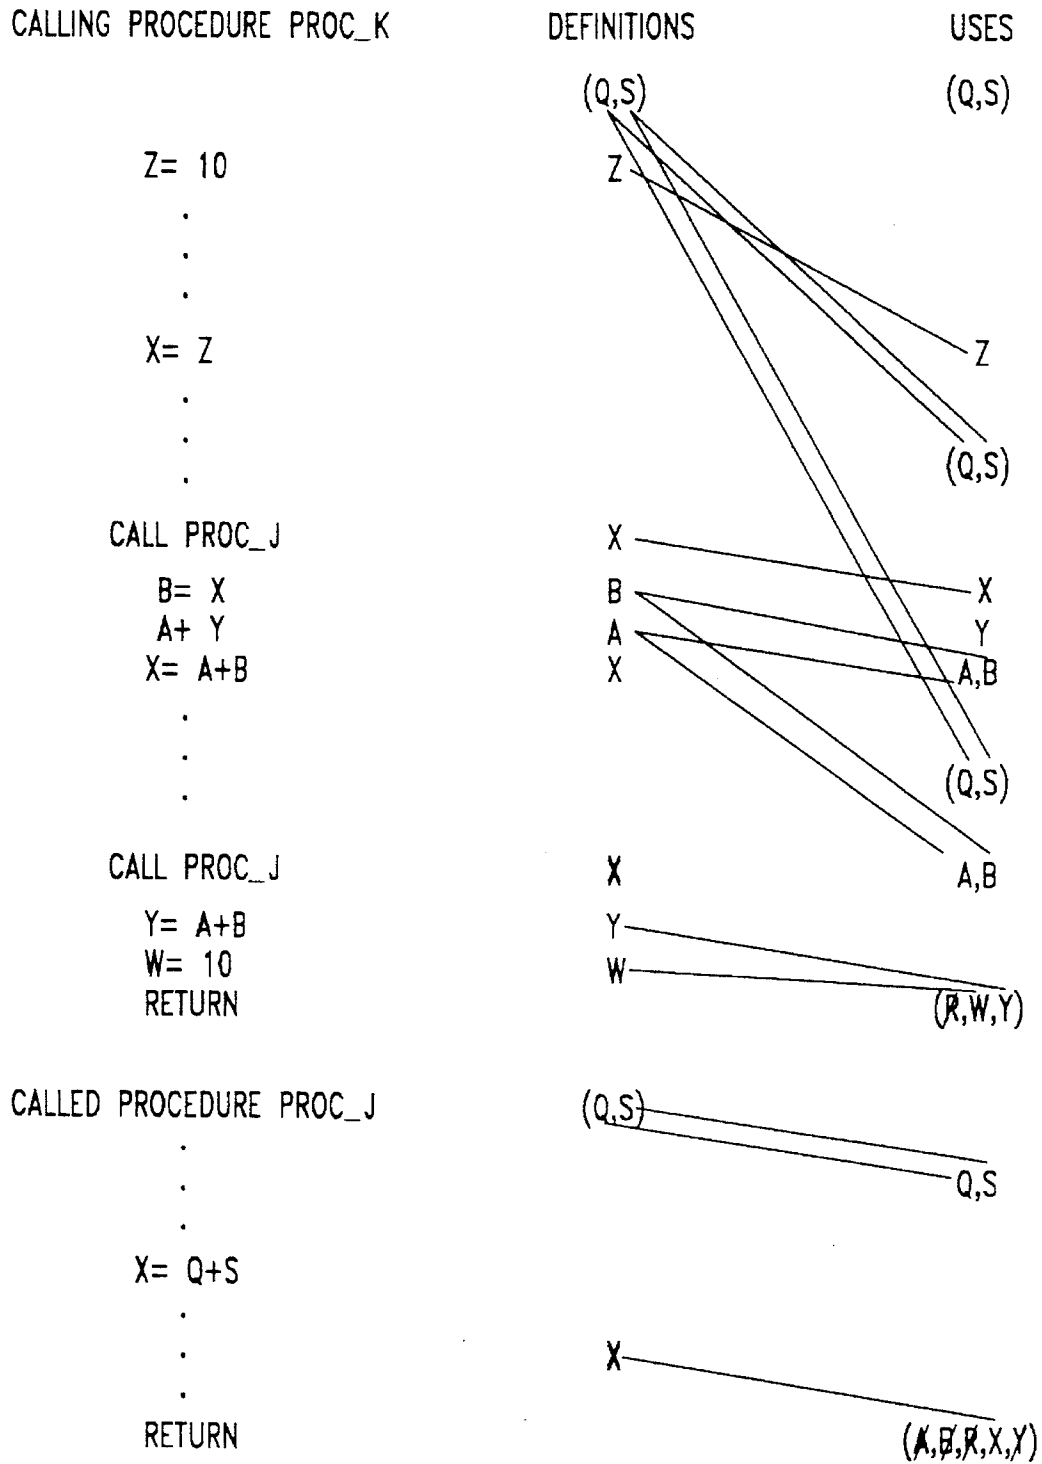 CALLING PROCEDURE PROC_K DEFINITIONS USES
(Q,S) (Q,S)
Z= 10 Z
.
.
.
X= Z Z
.
.
.
(Q,S)
CALL PROC_J X
B= X B X
A+ Y A Y
X= A+B X A,B
.
.
.
(Q,S)
CALL PROC_J X A,B
Y= A+B Y
W= 10 W
RETURN (R,W,Y)
CALLED PROCEDURE PROC_J (Q,S)
.
.
.
Q,S
X= Q+S
.
.
.
X
RETURN (A,B,R,X,Y)